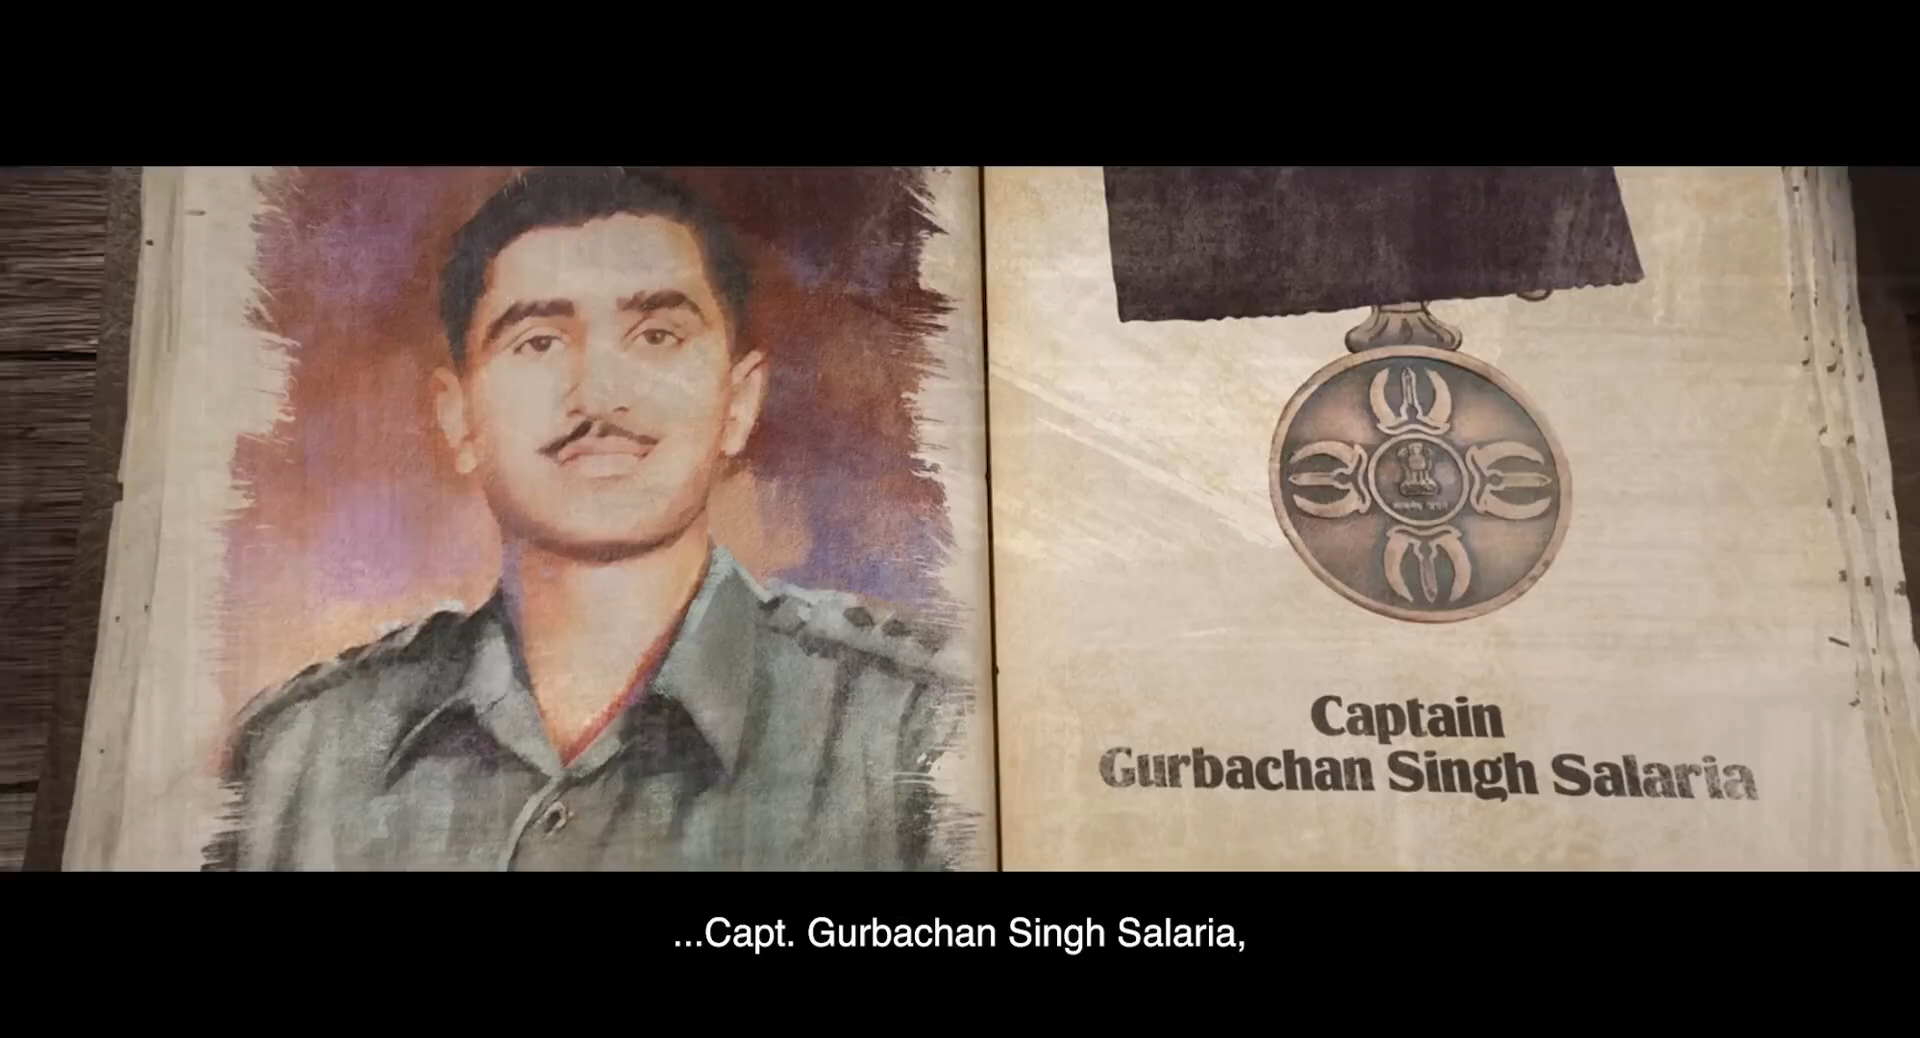 Captain
Gurbachan Singh Salaria
...Capt. Gurbachan Singh Salaria,